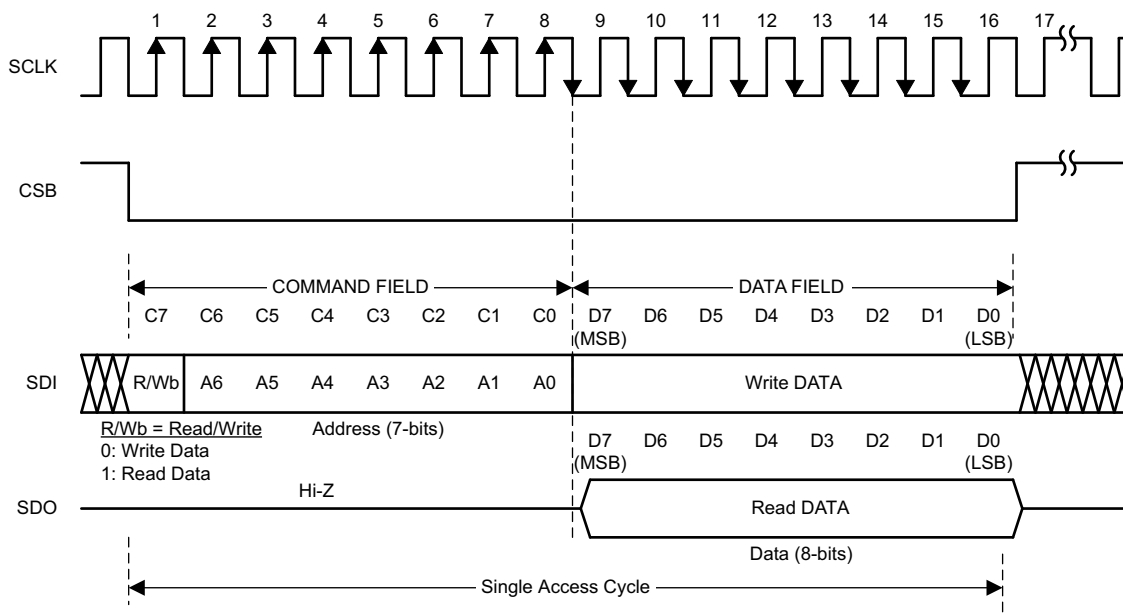 1 2 3 4 5 6 7 8 9 10 11 12 13 14 15 16 17
SCLK
CSB
COMMAND FIELD DATA FIELD
C7 C6 C5 C4 C3 C2 C1 C0 D7 D6 D5 D4 D3 D2 D1 D0
(MSB) (LSB)
SDI R/Wb A6 A5 A4 A3 A2 A1 A0 Write DATA
R/Wb = Read/Write Address (7-bits)
0: Write Data
1: Read Data
D7 D6 D5 D4 D3 D2 D1 D0
(MSB) (LSB)
Hi-Z
SDO Read DATA
Data (8-bits)
Single Access Cycle